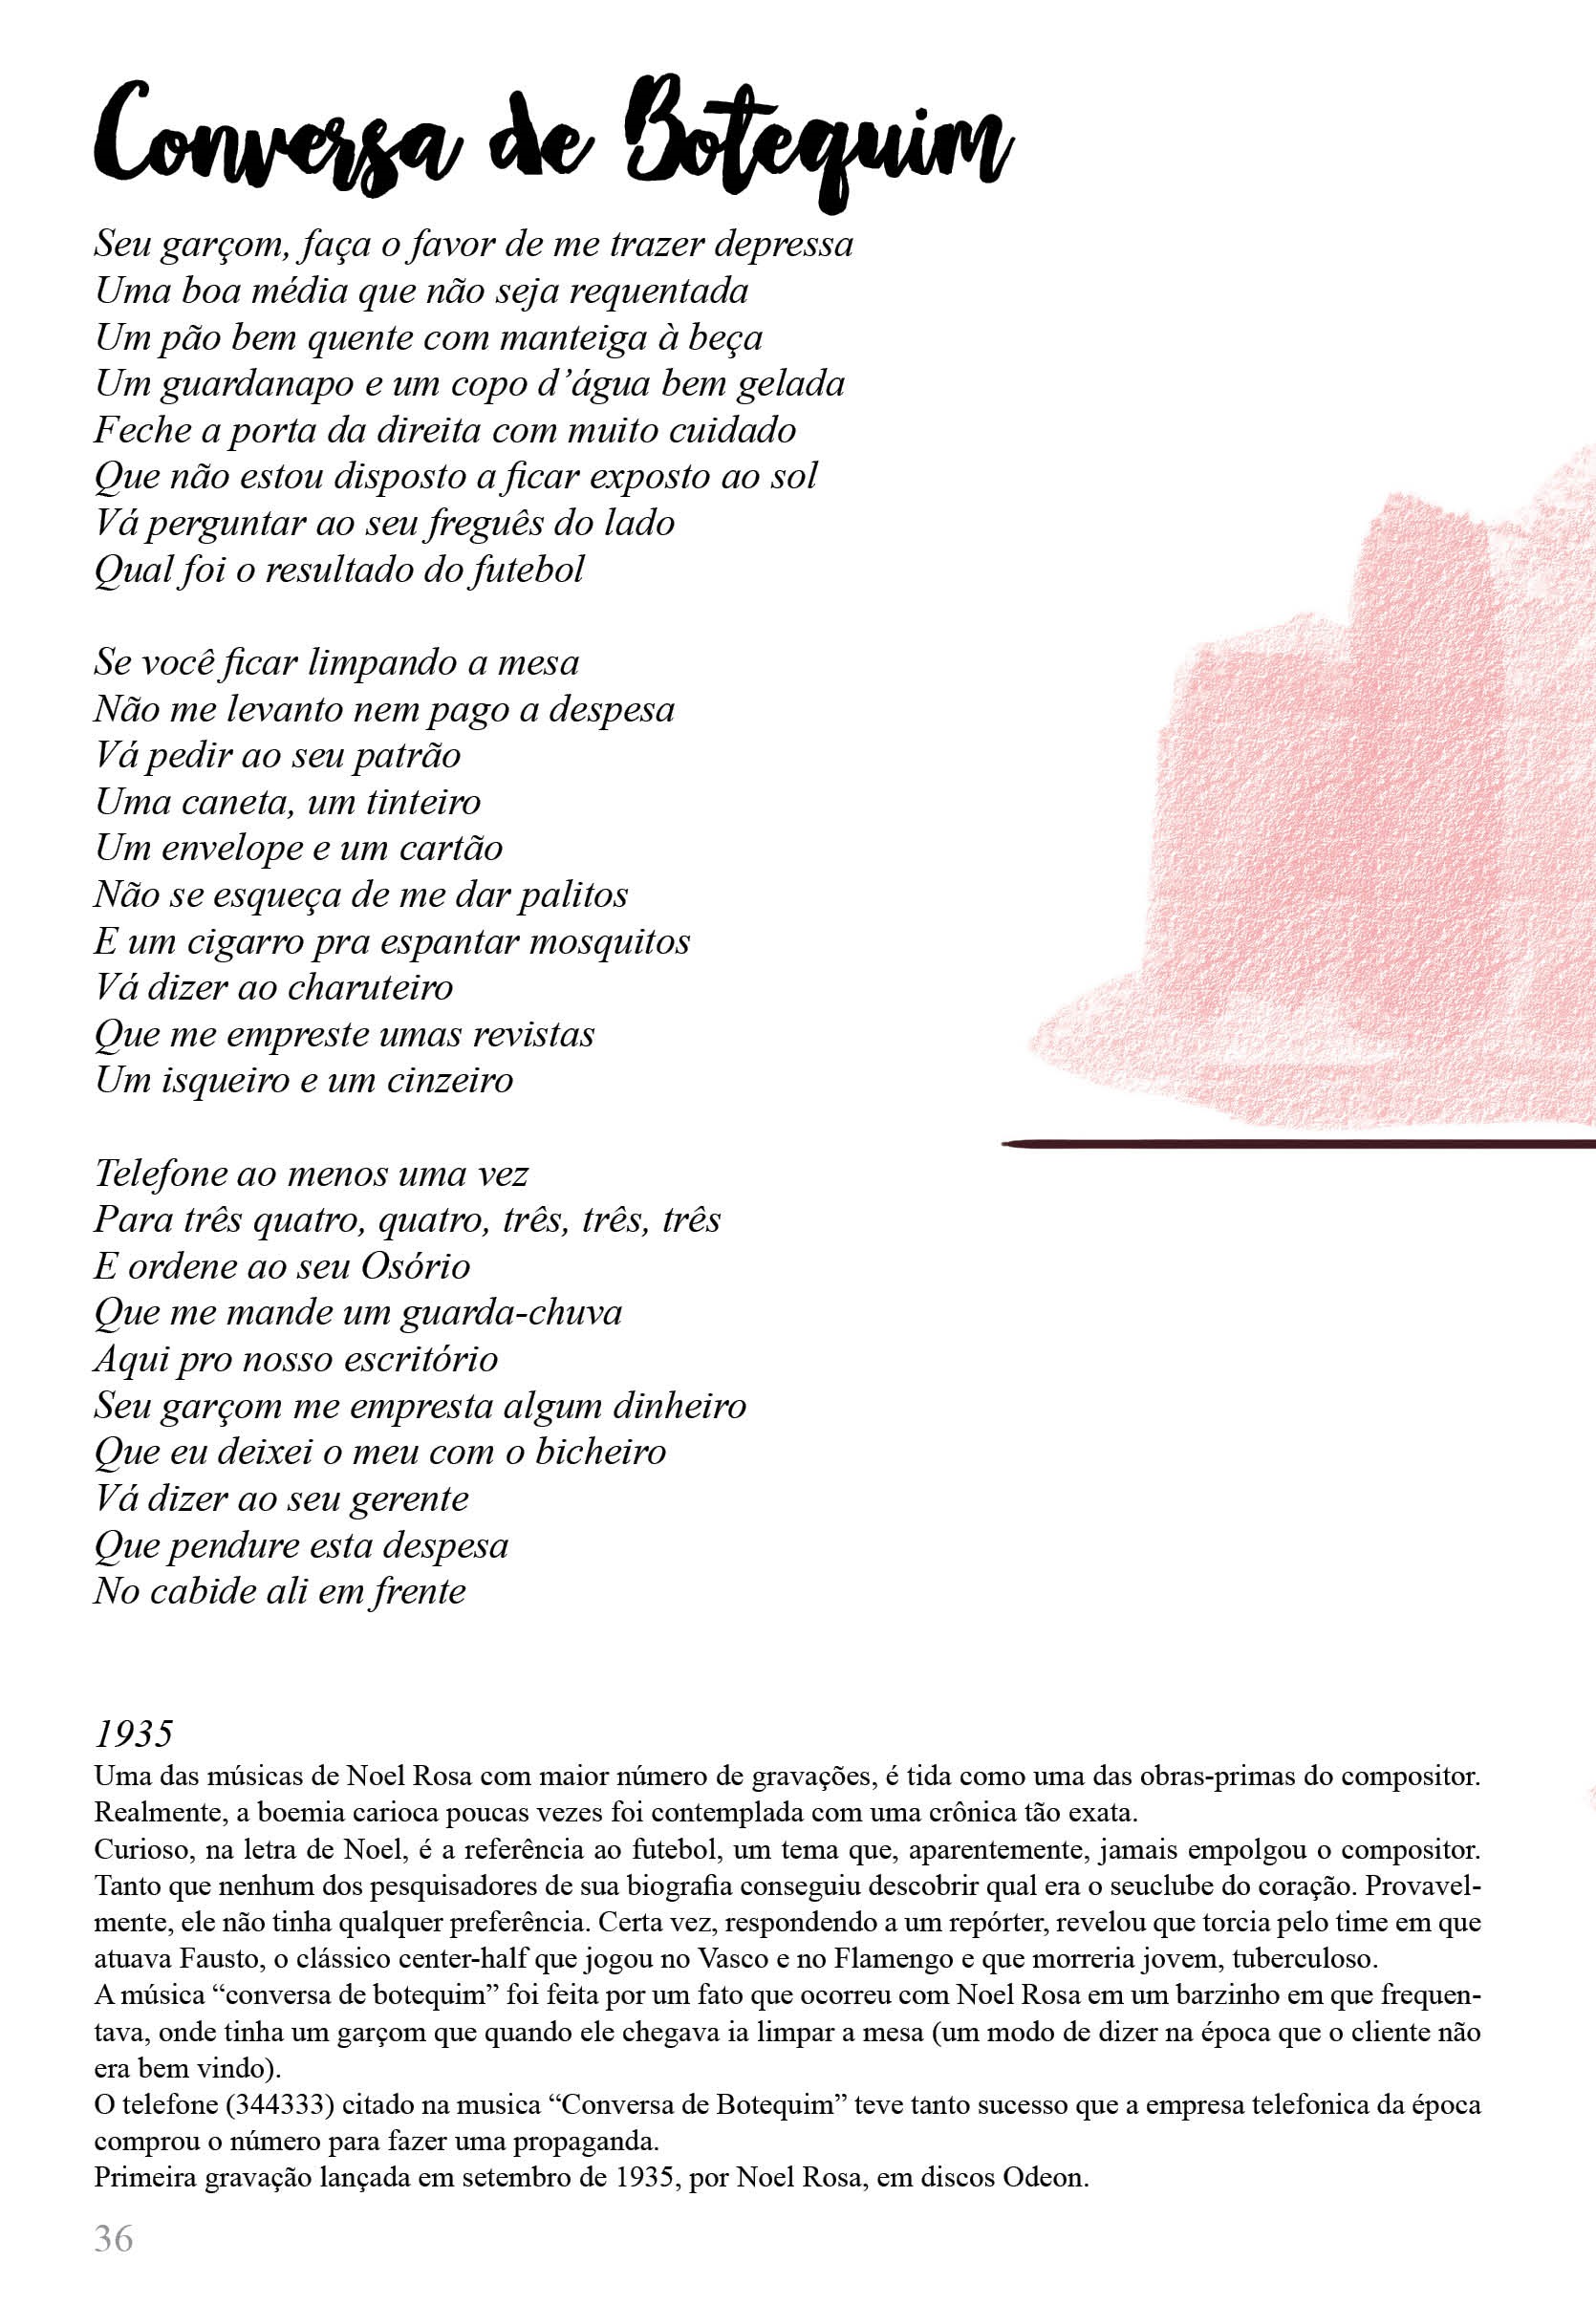 Conversa de Botequim
Seu garçom, faça o favor de me trazer depressa
Uma boa média que não seja requentada
Um pão bem quente com manteiga à beça
Um guardanapo e um copo d’água bem gelada
Feche a porta da direita com muito cuidado
Que não estou disposto a ficar exposto ao sol
Vá perguntar ao seu freguês do lado
Qual foi o resultado do futebol
Se você ficar limpando a mesa
Não me levanto nem pago a despesa
Vá pedir ao seu patrão
Uma caneta, um tinteiro
Um envelope e um cartão
Não se esqueça de me dar palitos
E um cigarro pra espantar mosquitos
Vá dizer ao charuteiro
Que me empreste umas revistas
Um isqueiro e um cinzeiro
Telefone ao menos uma vez
Para três quatro, quatro, três, três, três
E ordene ao seu Osório
Que me mande um guarda-chuva
Aqui pro nosso escritório
Seu garçom me empresta algum dinheiro
Que eu deixei o meu com o bicheiro
Vá dizer ao seu gerente
Que pendure esta despesa
No cabide ali em frente
1935
Uma das músicas de Noel Rosa com maior número de gravações, é tida como uma das obras-primas do compositor.
Realmente, a boemia carioca poucas vezes foi contemplada com uma crônica tão exata.
Curioso, na letra de Noel, é a referência ao futebol, um tema que, aparentemente, jamais empolgou o compositor.
Tanto que nenhum dos pesquisadores de sua biografia conseguiu descobrir qual era o seuclube do coração. Provavel-
mente, ele não tinha qualquer preferência. Certa vez, respondendo a um repórter, revelou que torcia pelo time em que
atuava Fausto, o clássico center-half que jogou no Vasco e no Flamengo e que morreria jovem, tuberculoso.
A música “conversa de botequim” foi feita por um fato que ocorreu com Noel Rosa em um barzinho em que frequen-
tava, onde tinha um garçom que quando ele chegava ia limpar a mesa (um modo de dizer na época que o cliente não
era bem vindo).
O telefone (344333) citado na musica “Conversa de Botequim” teve tanto sucesso que a empresa telefonica da época
comprou o número para fazer uma propaganda.
Primeira gravação lançada em setembro de 1935, por Noel Rosa, em discos Odeon.
36